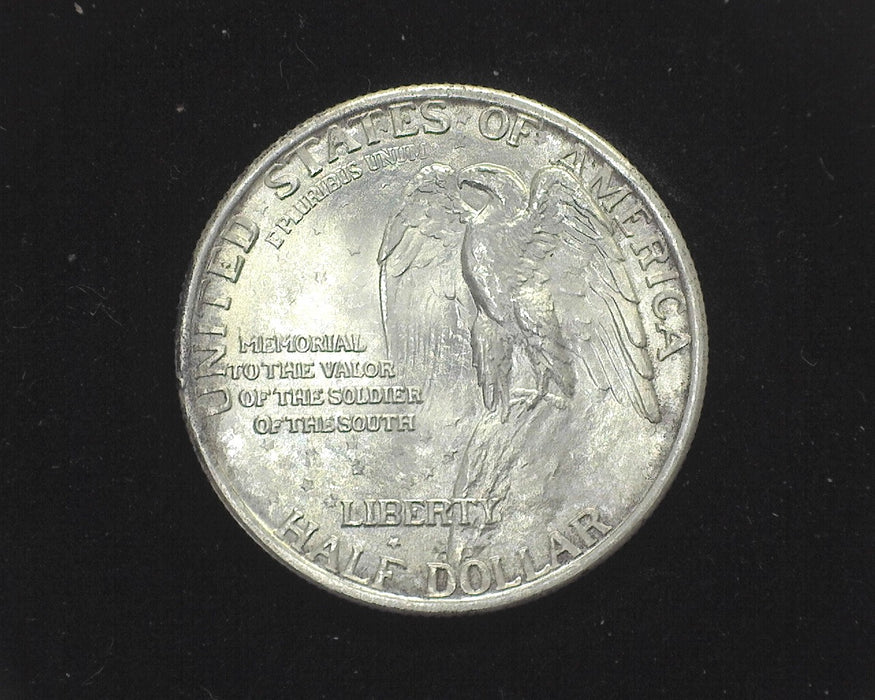 UNITED STATES OF AMERICA
E PLURIBUS UNUM
MEMORIAL
TO THE VALOR
OF THE SOLDIER
OF THE SOUTH
LIBERTY
HALF DOLLAR